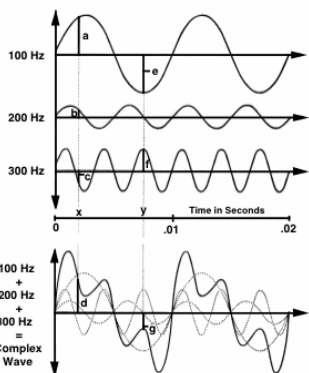 a
100 Hz
e
b
200 Hz
f
300 Hz
c
x
y
Time in Seconds
0
.01
.02
100 Hz
+
200 Hz
+
300 Hz
=
Complex
Wave
d
g